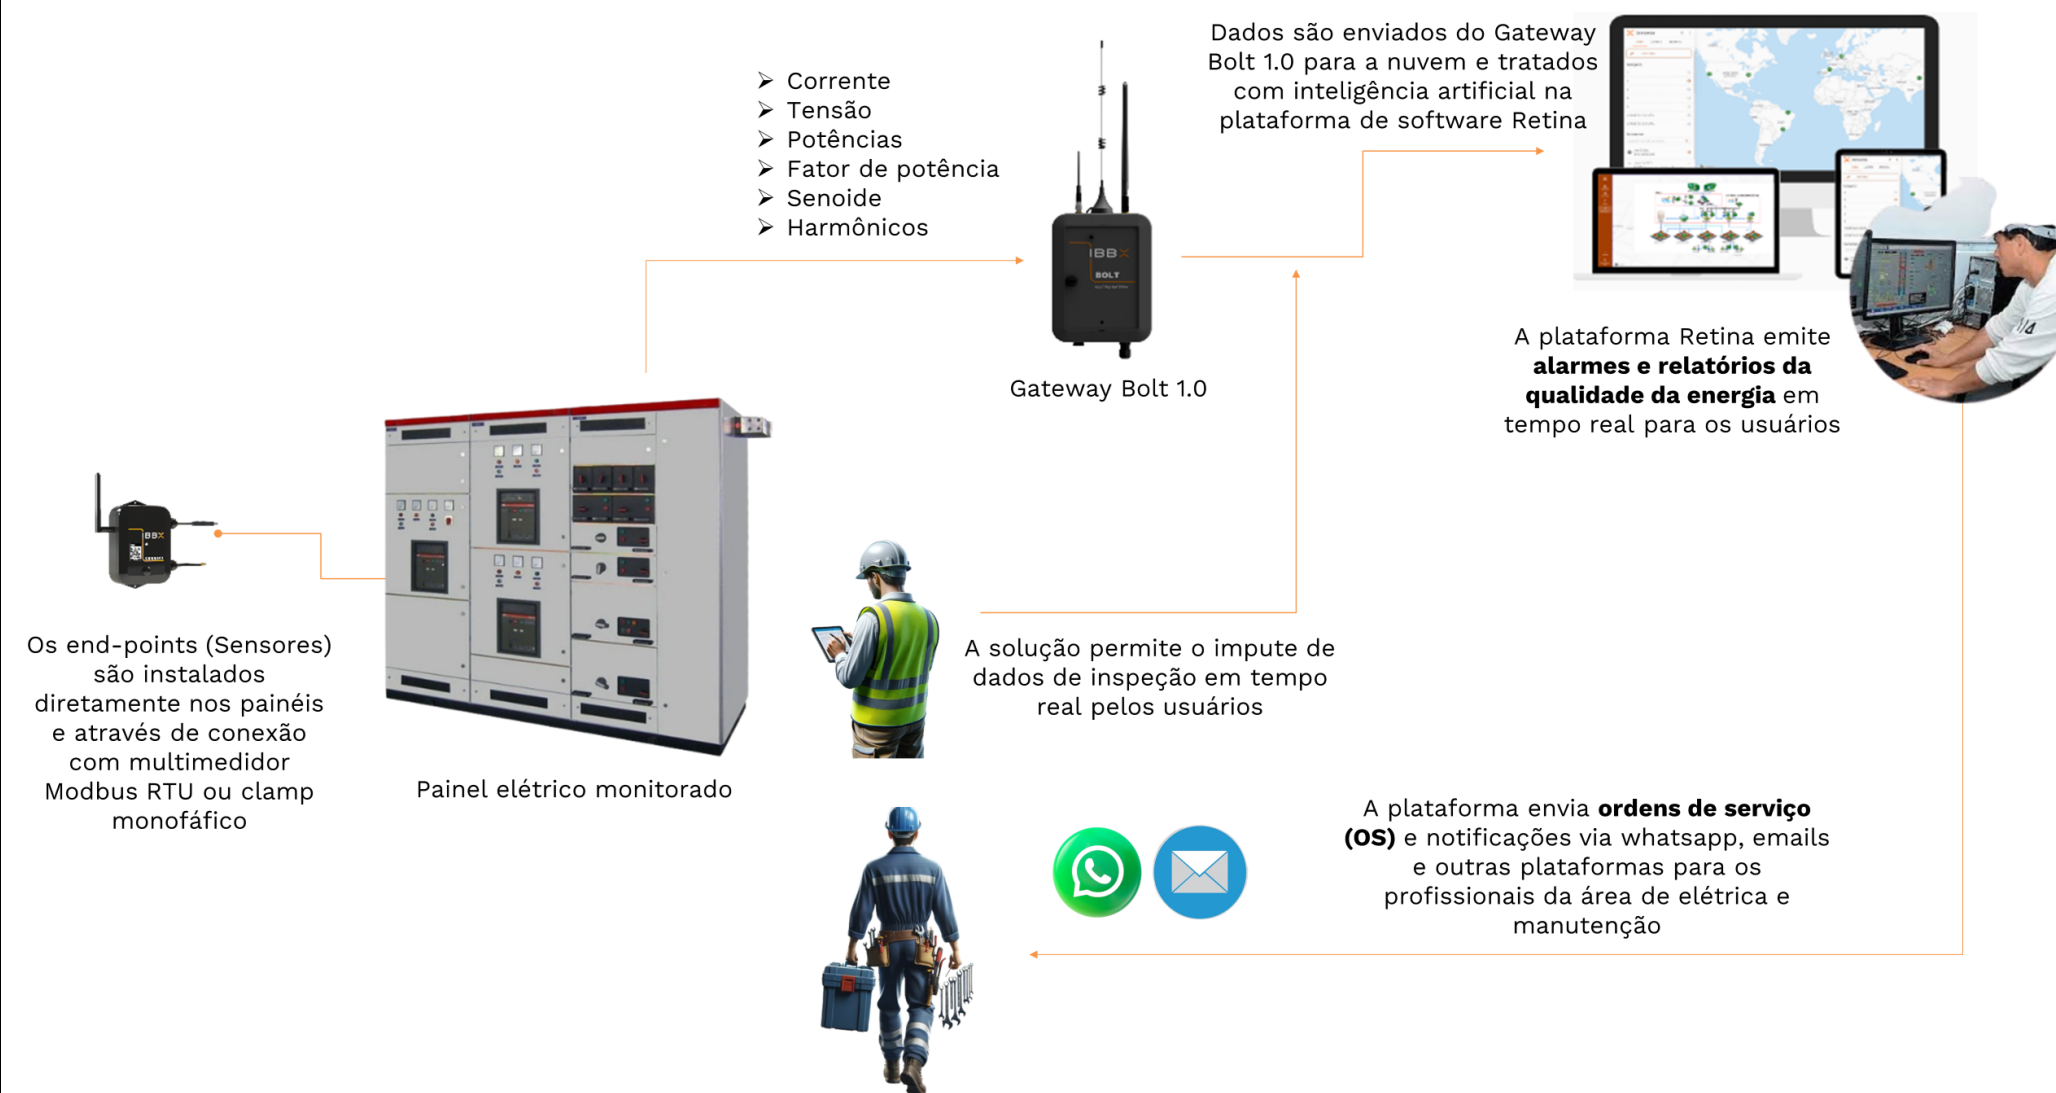 ➢ Corrente
➢ Tensão
➢ Potências
➢ Fator de potência
➢ Senoide
➢ Harmônicos
IBBX
BOLT
Gateway Bolt 1.0
Dados são enviados do Gateway
Bolt 1.0 para a nuvem e tratados
com inteligência artificial na
plataforma de software Retina
A plataforma Retina emite
alarmes e relatórios da
qualidade da energia em
tempo real para os usuários
IBBX
Os end-points (Sensores)
são instalados
diretamente nos painéis
e através de conexão
com multimedidor
Modbus RTU ou clamp
monofáfico
Painel elétrico monitorado
A solução permite o impute de
dados de inspeção em tempo
real pelos usuários
A plataforma envia ordens de serviço
(OS) e notificações via whatsapp, emails
e outras plataformas para os
profissionais da área de elétrica e
manutenção